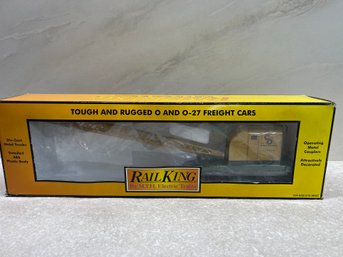 TOUGH AND RUGGED O AND O-27 FREIGHT CARS
Die-Cast
Metal Trucks
Detailed
ABS
Plastic Body
Operating
Metal
Couplers
Attractively
Decorated
RAILKING
By M.T.H. Electric Trains